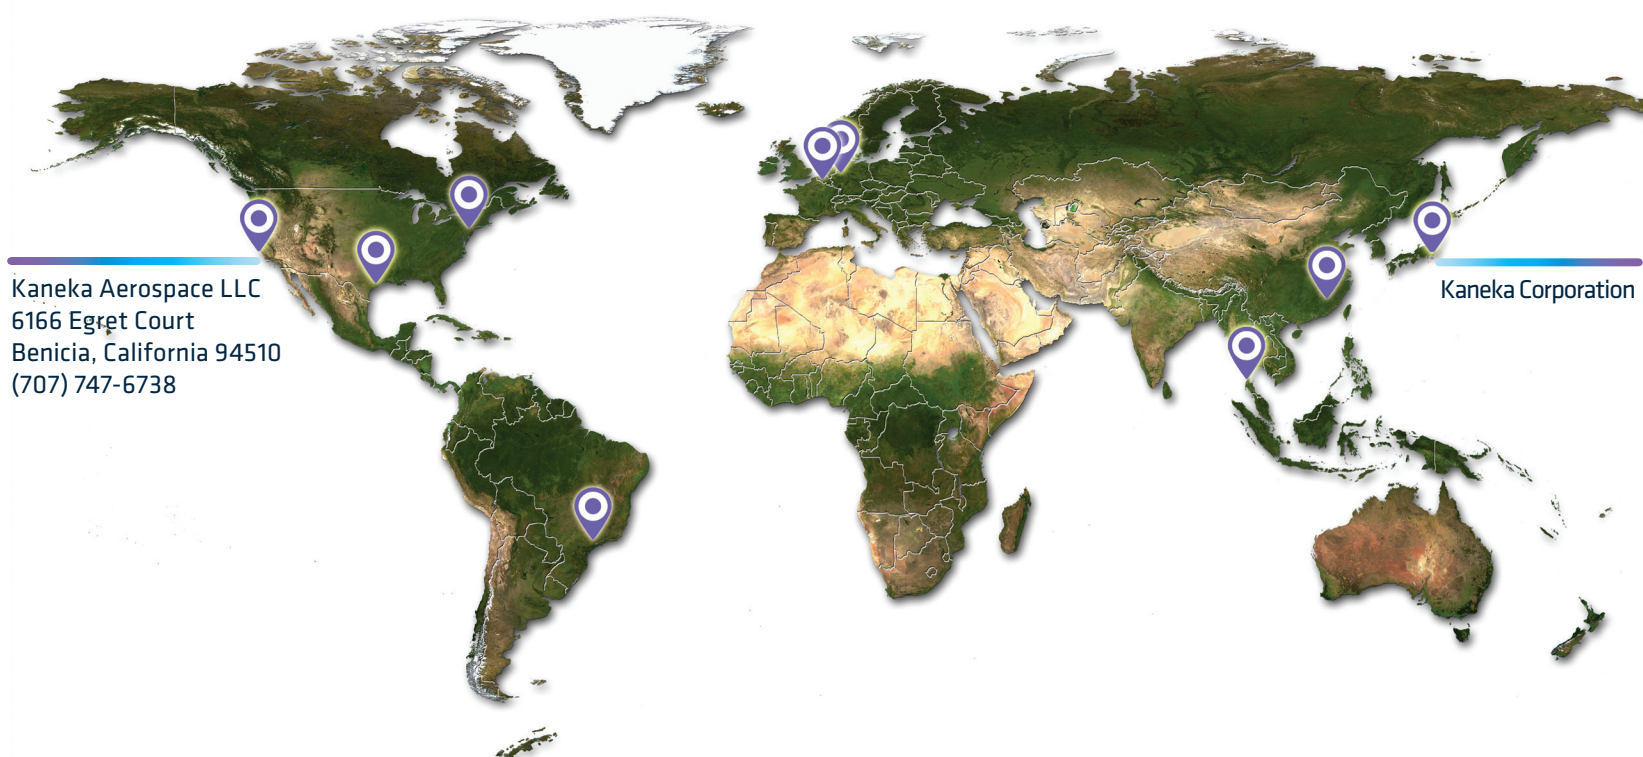 Kaneka Aerospace LLC
6166 Egret Court
Benicia, California 94510
(707) 747-6738
Kaneka Corporation